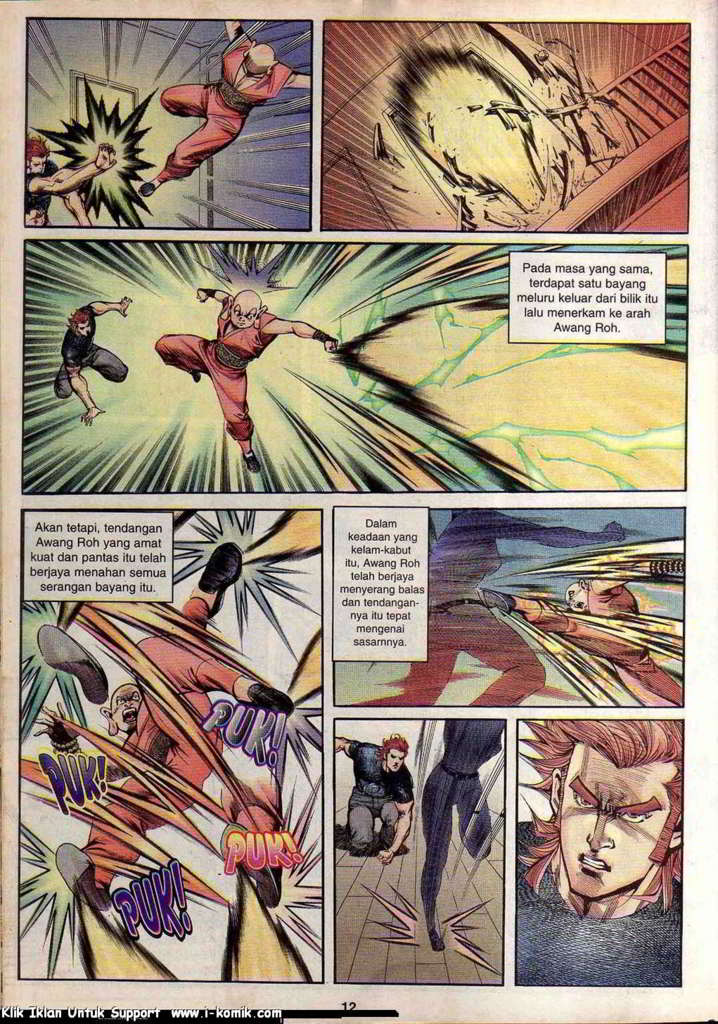 Pada masa yang sama,
terdapat satu bayang
meluru keluar dari bilik itu
lalu menerkam ke arah
Awang Roh.
Akan tetapi, tendangan
Awang Roh yang amat
kuat dan pantas itu telah
berjaya menahan semua
serangan bayang itu.
PUK!
PUK!
PUK!
PUK!
Dalam
keadaan yang
kelam-kabut
itu, Awang Roh
telah berjaya
menyerang balas
dan tendangan-
nya itu tepat
mengenai
sasarnnya.
12
Klik Iklan Untuk Support www.i-komik.com